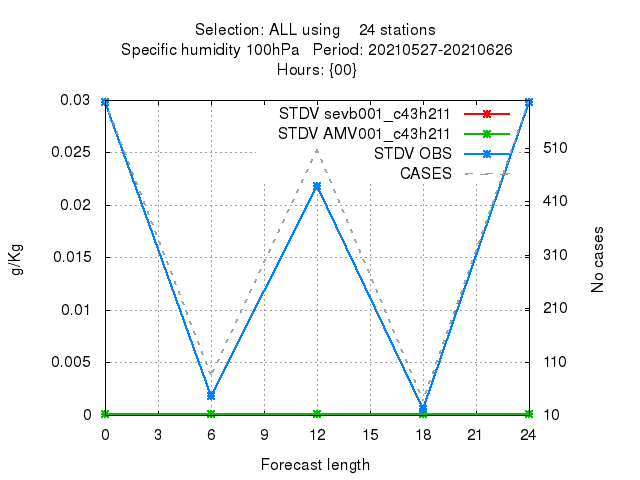 Selection: ALL using    24 stations
Specific humidity 100hPa   Period: 20210527-20210626
Hours: {00}
STDV sevb001_c43h211
STDV AMV001_c43h211
STDV OBS
CASES
0.03
0.025
0.02
0.015
0.01
0.005
0
g/Kg
510
410
310
210
110
10
No cases
0 3 6 9 12 15 18 21 24
Forecast length